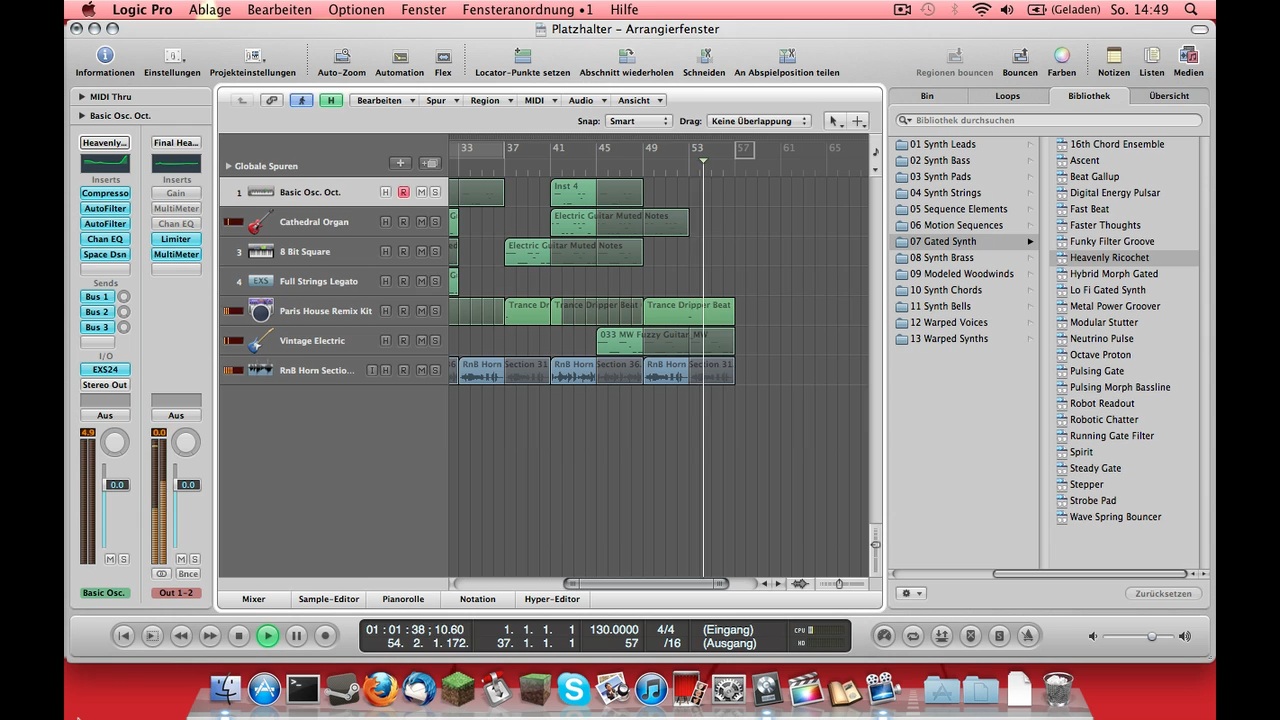 Logic Pro Ablage Bearbeiten Optionen Fenster Fensteranordnung •1 Hilfe (Geladen) So. 14:49
Platzhalter – Arrangierfenster
Informationen Einstellungen Projekteinstellungen Auto-Zoom Automation Flex Locator-Punkte setzen Abschnitt wiederholen Schneiden An Abspielposition teilen Regionen bouncen Bouncen Farben Notizen Listen Medien
MIDI Thru
Basic Osc. Oct.
Bearbeiten Spur Region MIDI Audio Ansicht
Bin Loops Bibliothek Übersicht
Snap: Smart Drag: Keine Überlappung
Bibliothek durchsuchen
Heavenly... Final Hea...
Inserts Inserts
Compresso Gain
AutoFilter MultiMeter
AutoFilter Chan EQ
Chan EQ Limiter
Space Dsn MultiMeter
Sends
Bus 1
Bus 2
Bus 3
I/O
EXS24
Stereo Out
Aus Aus
4.9 0.0
0.0 0.0
M S M S
Bnce
Basic Osc. Out 1-2
33 37 41 45 49 53 57 61 65
Globale Spuren
1 Basic Osc. Oct. H R M S Inst 4
Cathedral Organ H R M S Electric Guitar Muted Notes
3 8 Bit Square H R M S Electric Guitar Muted Notes
4 EXS Full Strings Legato H R M S
Paris House Remix Kit H R M S Trance Dr Trance Dripper Beat Trance Dripper Beat
Vintage Electric H R M S 033 MW Fuzzy Guitar MW
RnB Horn Sectio... I H R M S RnB Horn Section 31 RnB Horn Section 36 RnB Horn Section 31
01 Synth Leads
02 Synth Bass
03 Synth Pads
04 Synth Strings
05 Sequence Elements
06 Motion Sequences
07 Gated Synth
08 Synth Brass
09 Modeled Woodwinds
10 Synth Chords
11 Synth Bells
12 Warped Voices
13 Warped Synths
16th Chord Ensemble
Ascent
Beat Gallup
Digital Energy Pulsar
Fast Beat
Faster Thoughts
Funky Filter Groove
Heavenly Ricochet
Hybrid Morph Gated
Lo Fi Gated Synth
Metal Power Groover
Modular Stutter
Neutrino Pulse
Octave Proton
Pulsing Gate
Pulsing Morph Bassline
Robot Readout
Robotic Chatter
Running Gate Filter
Spirit
Steady Gate
Stepper
Strobe Pad
Wave Spring Bouncer
Zurücksetzen
Mixer Sample-Editor Pianorolle Notation Hyper-Editor
01 : 01 : 38 ; 10.60 1. 1. 1. 1 130.0000 4/4 (Eingang) CPU
54. 2. 1. 172. 37. 1. 1. 1 57 /16 (Ausgang) HD